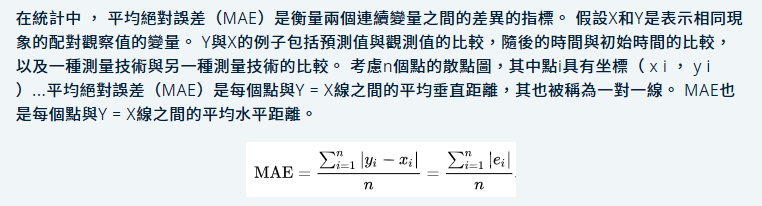 在統計中 ， 平均絕對誤差（MAE）是衡量兩個連續變量之間的差異的指標。 假設X和Y是表示相同現
象的配對觀察值的變量。 Y與X的例子包括預測值與觀測值的比較，隨後的時間與初始時間的比較，
以及一種測量技術與另一種測量技術的比較。 考慮n個點的散點圖，其中點i具有坐標（ x i ， y i
）...平均絕對誤差（MAE）是每個點與Y = X線之間的平均垂直距離，其也被稱為一對一線。 MAE也
是每個點與Y = X線之間的平均水平距離。
MAE = \frac{\sum_{i=1}^{n} |y_i - x_i|}{n} = \frac{\sum_{i=1}^{n} |e_i|}{n}.